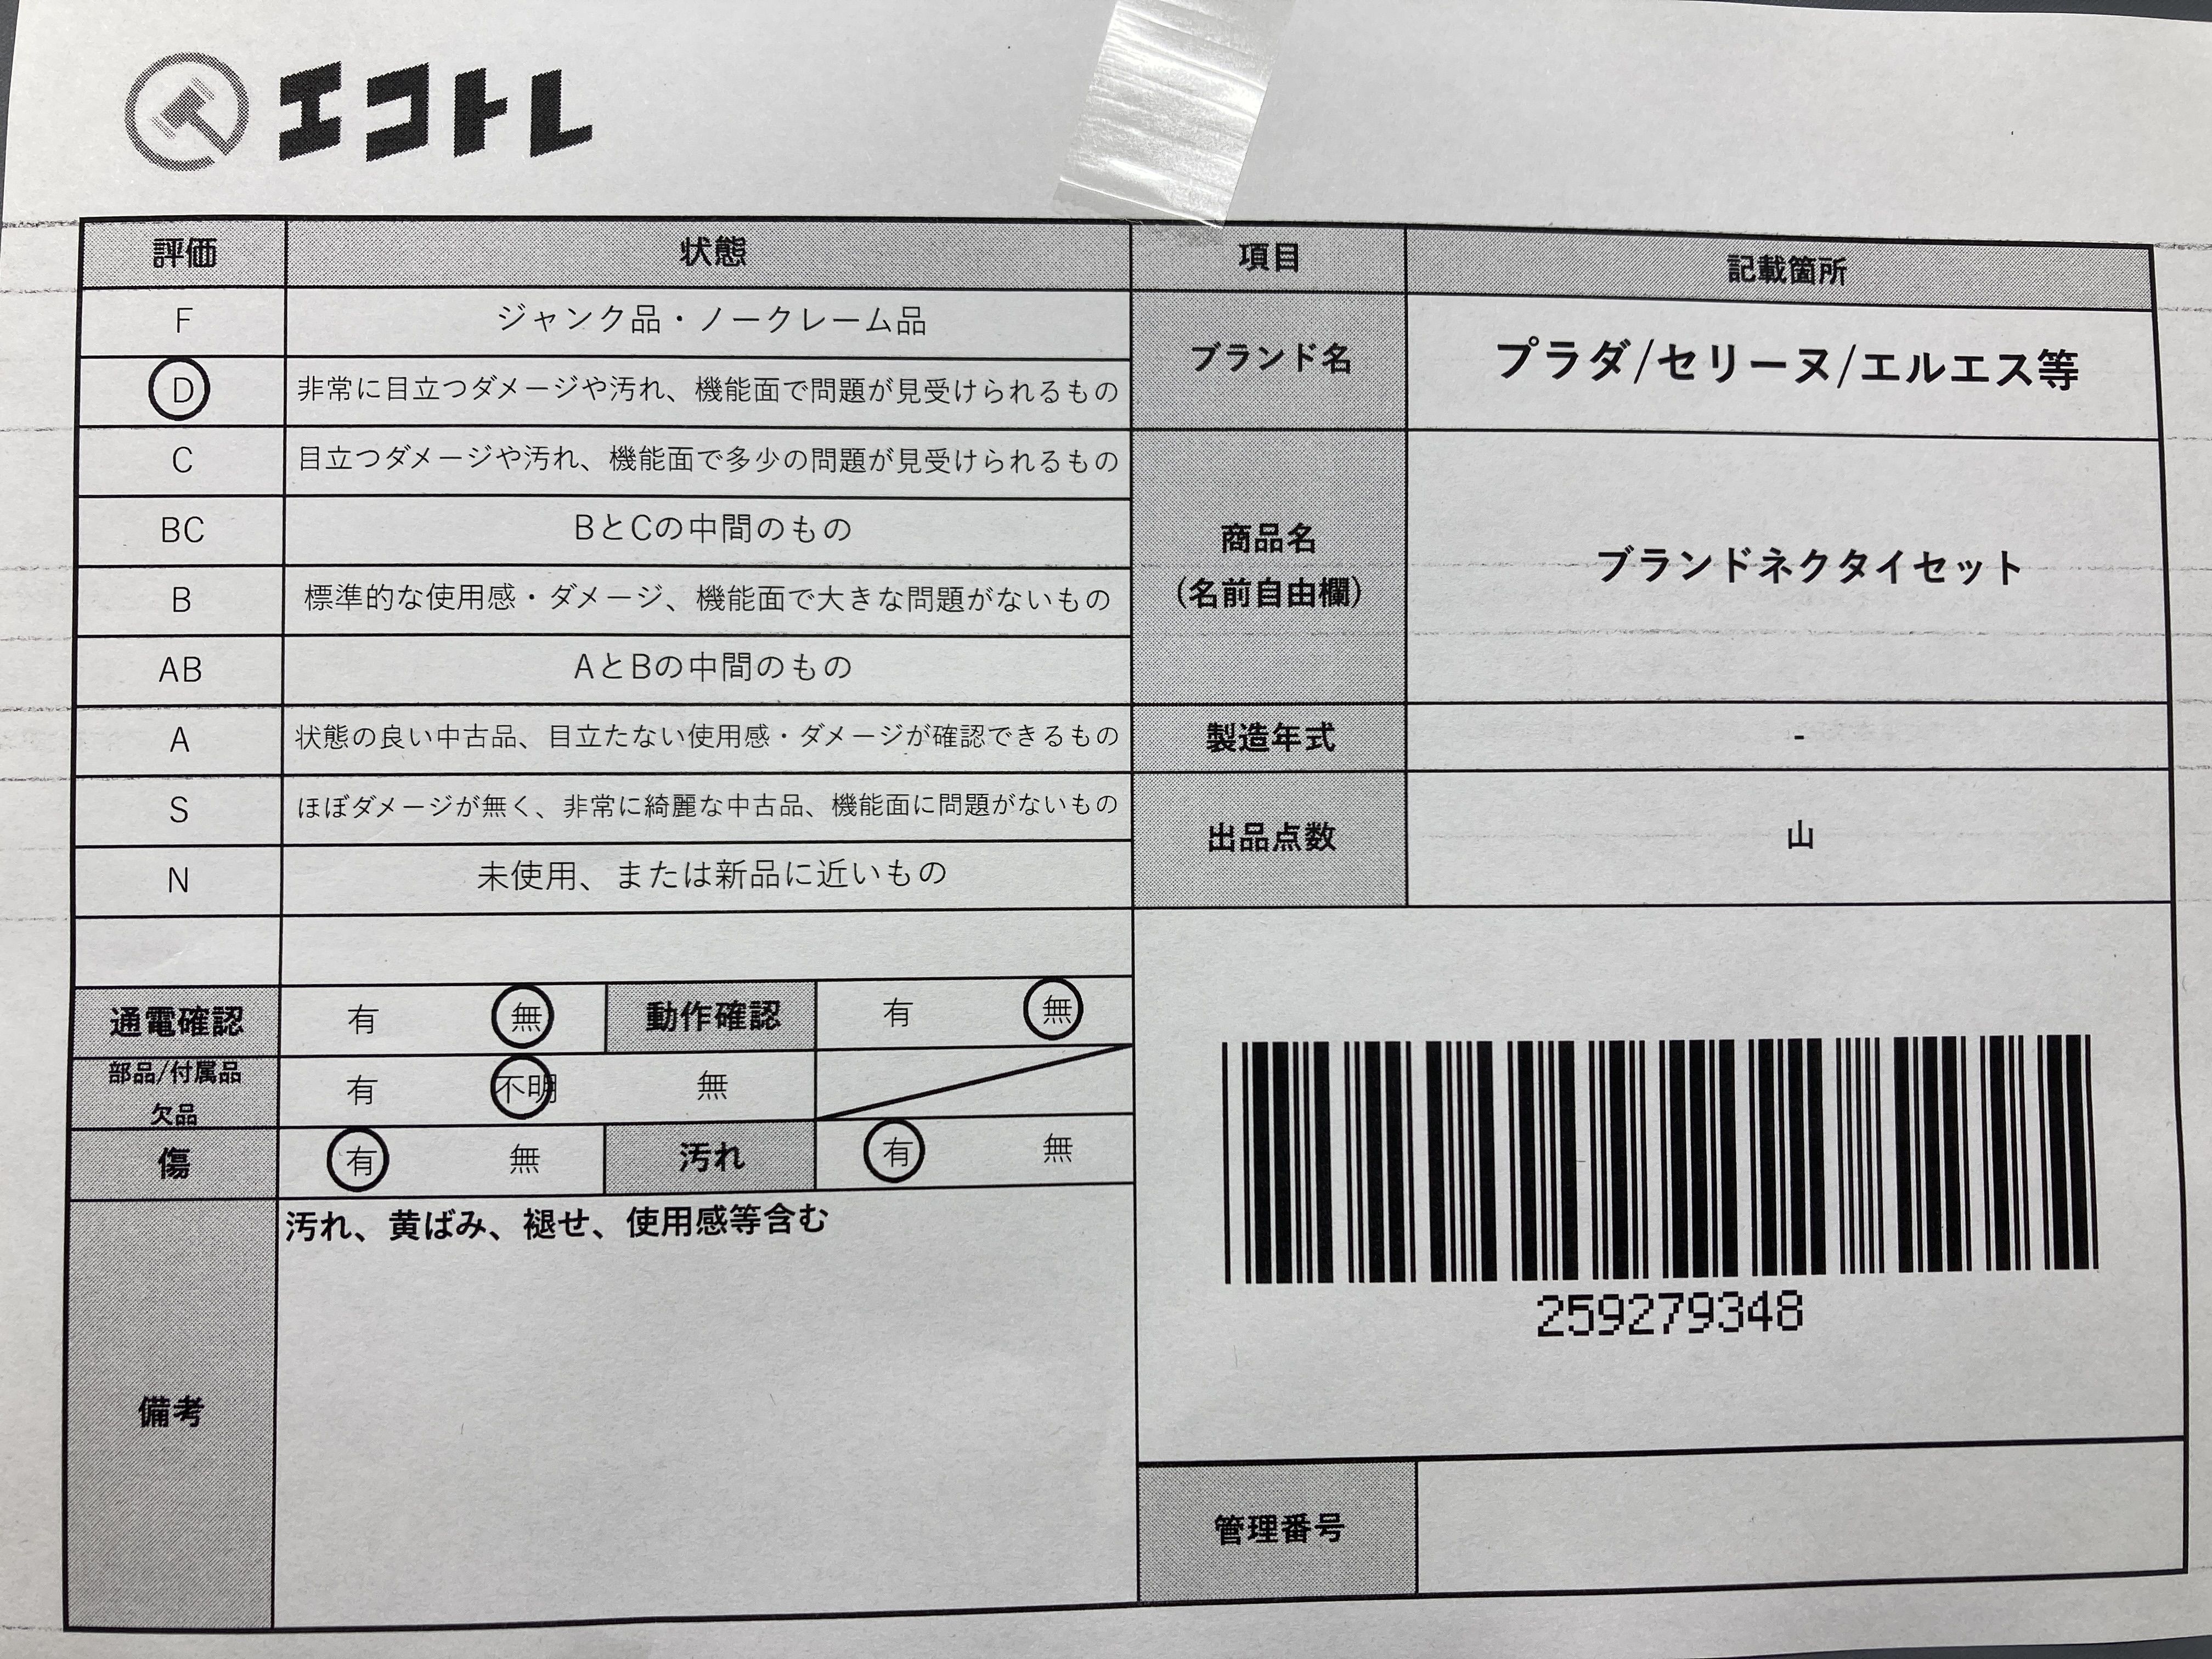 エコトレ
評価 状態 項目 記載箇所
F ジャンク品・ノークレーム品
D 非常に目立つダメージや汚れ、機能面で問題が見受けられるもの
ブランド名 プラダ/セリーヌ/エルエス等
C 目立つダメージや汚れ、機能面で多少の問題が見受けられるもの
BC BとCの中間のもの
B 標準的な使用感・ダメージ、機能面で大きな問題がないもの
商品名
(名前自由欄)
ブランドネクタイセット
AB AとBの中間のもの
A 状態の良い中古品、目立たない使用感・ダメージが確認できるもの
製造年式 -
S ほぼダメージが無く、非常に綺麗な中古品、機能面に問題がないもの
出品点数 山
N 未使用、または新品に近いもの
通電確認 有 無 動作確認 有 無
部品/付属品
欠品
有 不明 無
傷 有 無 汚れ 有 無
備考
汚れ、黄ばみ、褪せ、使用感等含む
259279348
管理番号